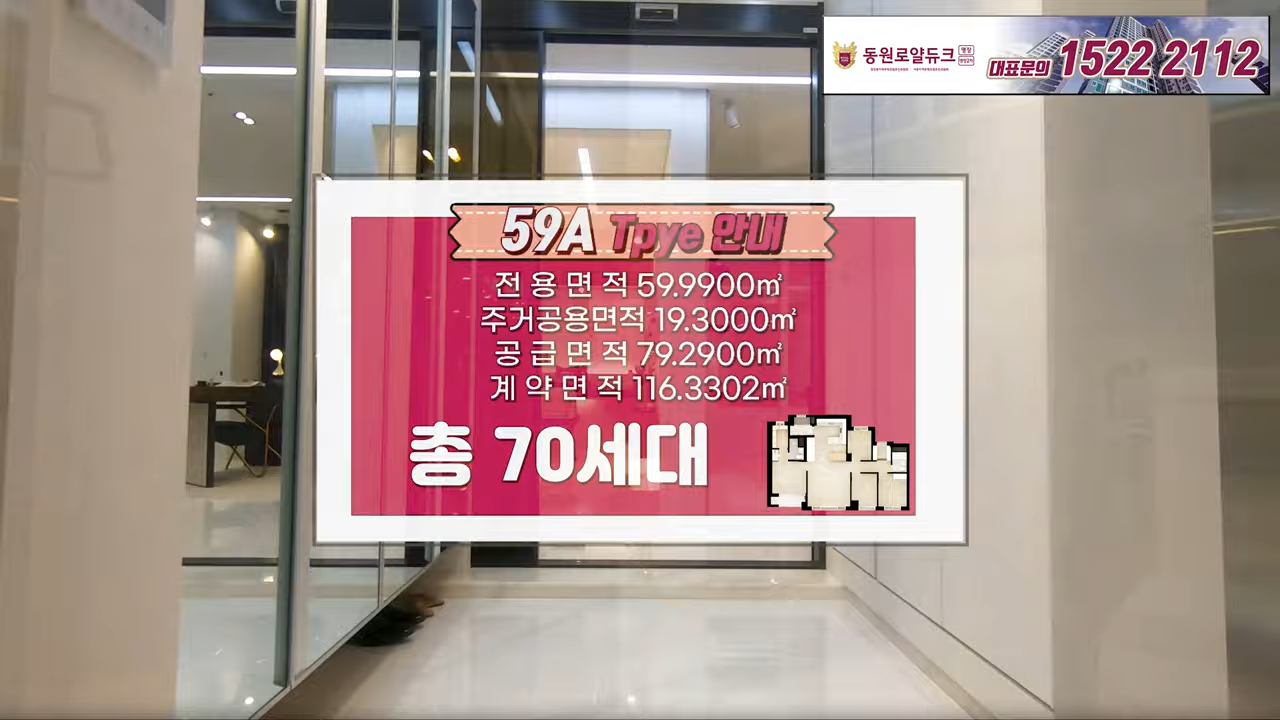 동원로얄듀크
명장
대표문의 1522 2112
59A Tpye 안내
전 용 면 적 59.9900㎡
주거공용면적 19.3000㎡
공 급 면 적 79.2900㎡
계 약 면 적 116.3302㎡
총 70세대